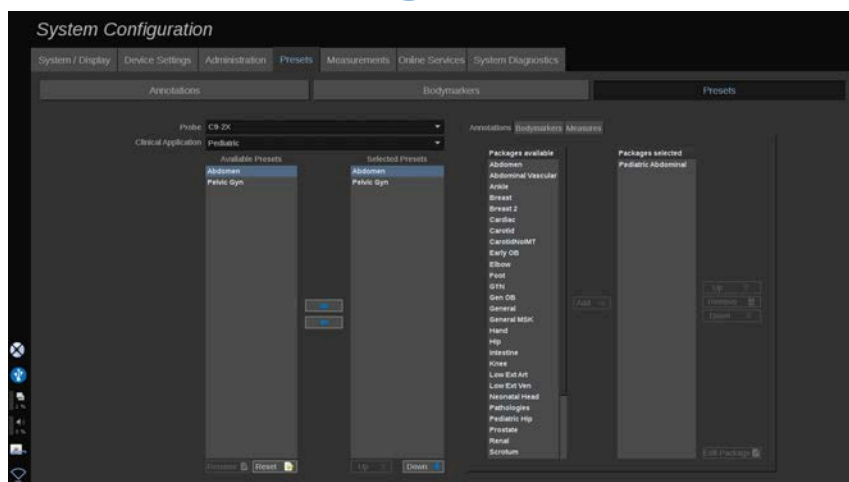 System Configuration
System / Display Device Settings Administration Presets Measurements Online Services System Diagnostics
Annotations Bodymarkers Presets
Probe C9-2X
Clinical Application Pediatric
Annotations Bodymarkers Measures
Available Presets Selected Presets
Abdomen Abdomen
Pelvic Gyn Pelvic Gyn
Packages available Packages selected
Abdomen Pediatric Abdominal
Abdominal Vascular
Ankle
Breast
Breast 2
Cardiac
Carotid
CarotidNoIMT
Early OB
Elbow
Foot
GYN
Gen OB
General
General MSK
Hand
Hip
Intestine
Knee
Low Ext Art
Low Ext Ven
Neonatal Head
Pathologies
Pediatric Hip
Prostate
Renal
Scrotum
Add
Up
Remove
Down
Edit Package
Rename Reset Up Down